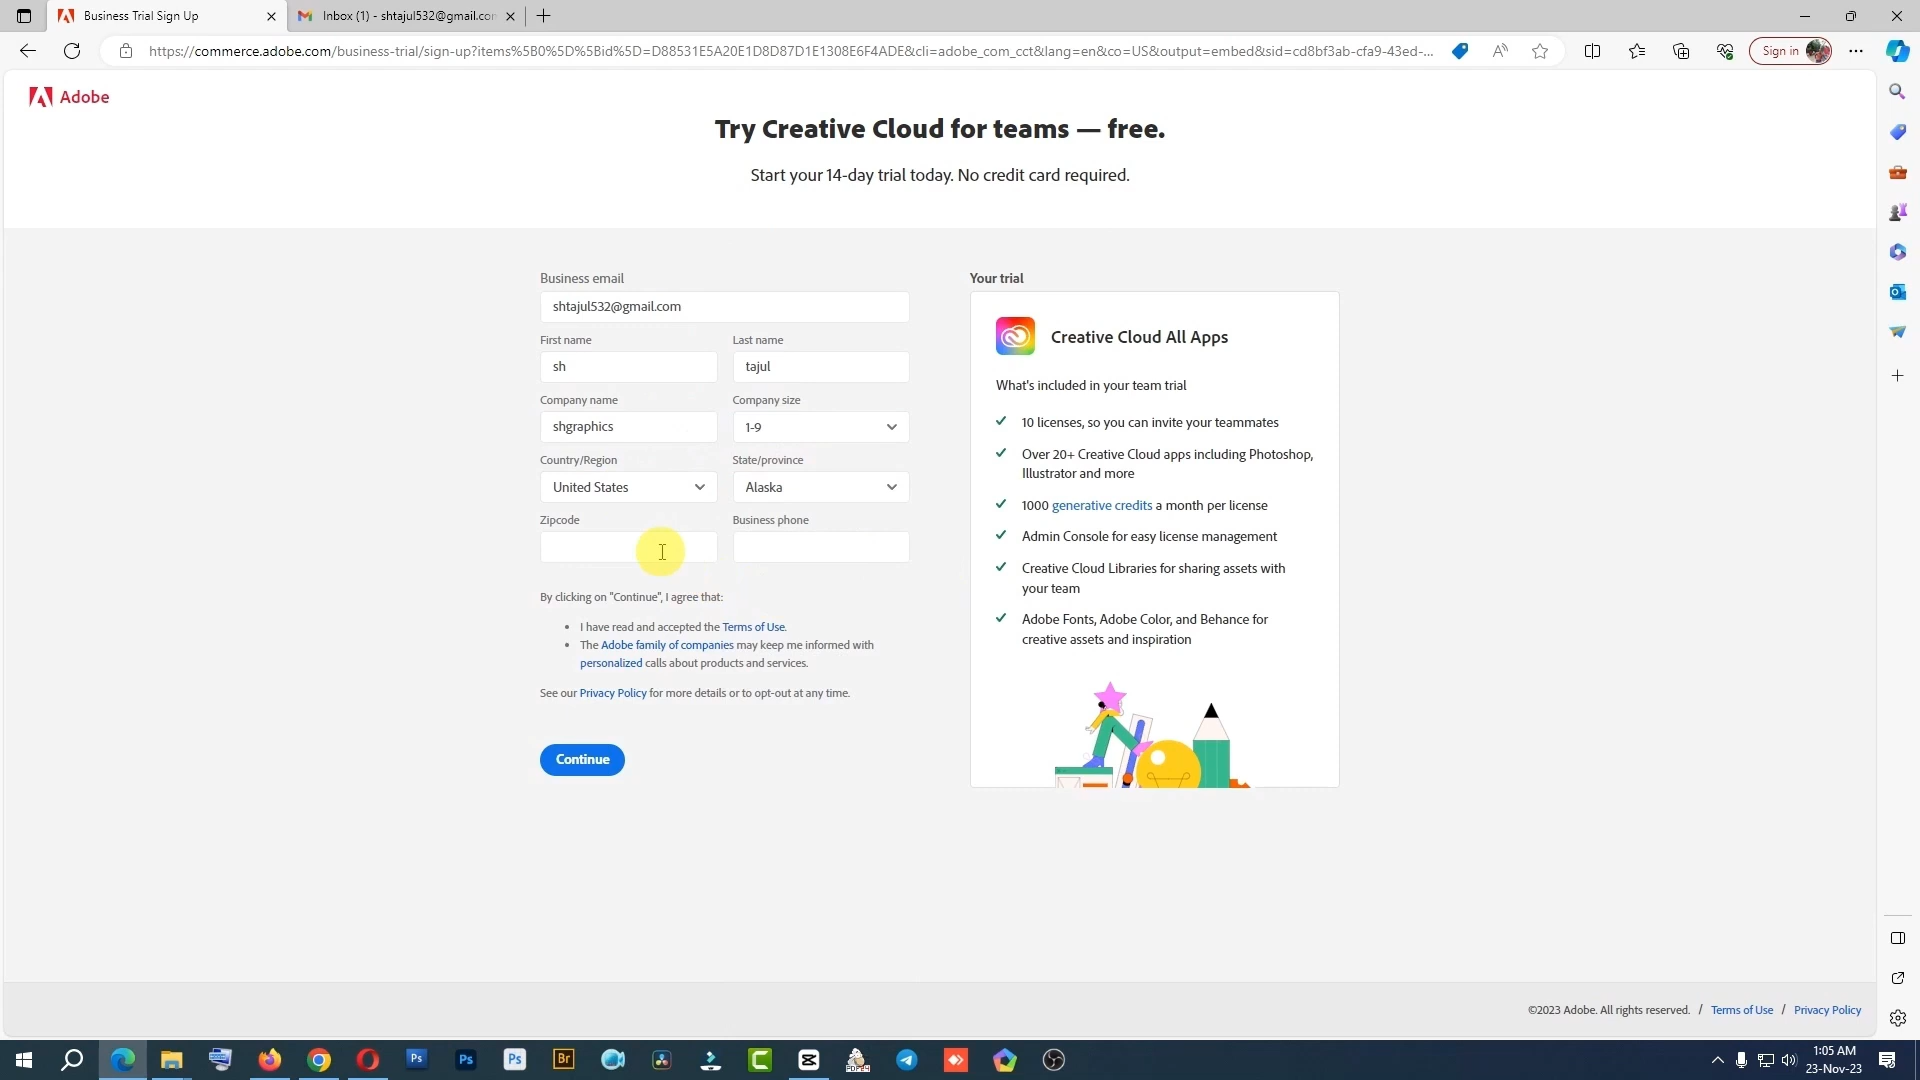 Business Trial Sign Up
Inbox (1) - shtajul532@gmail.com
https://commerce.adobe.com/business-trial/sign-up?items%5B0%5D%5Bid%5D=D88531E5A20E1D8D87D1E1308E6F4ADE&cli=adobe_com_cct&lang=en&co=US&output=embed&sid=cd8bf3ab-cfa9-43ed-...
Sign in
Adobe
Try Creative Cloud for teams — free.
Start your 14-day trial today. No credit card required.
Business email
shtajul532@gmail.com
First name
Last name
sh
tajul
Company name
Company size
shgraphics
1-9
Country/Region
State/province
United States
Alaska
Zipcode
Business phone
By clicking on "Continue", I agree that:
I have read and accepted the Terms of Use.
The Adobe family of companies may keep me informed with
personalized calls about products and services.
See our Privacy Policy for more details or to opt-out at any time.
Continue
Your trial
Creative Cloud All Apps
What's included in your team trial
10 licenses, so you can invite your teammates
Over 20+ Creative Cloud apps including Photoshop,
Illustrator and more
1000 generative credits a month per license
Admin Console for easy license management
Creative Cloud Libraries for sharing assets with
your team
Adobe Fonts, Adobe Color, and Behance for
creative assets and inspiration
©2023 Adobe. All rights reserved. / Terms of Use / Privacy Policy
Ps
Ps
Ps
Br
1:05 AM
23-Nov-23